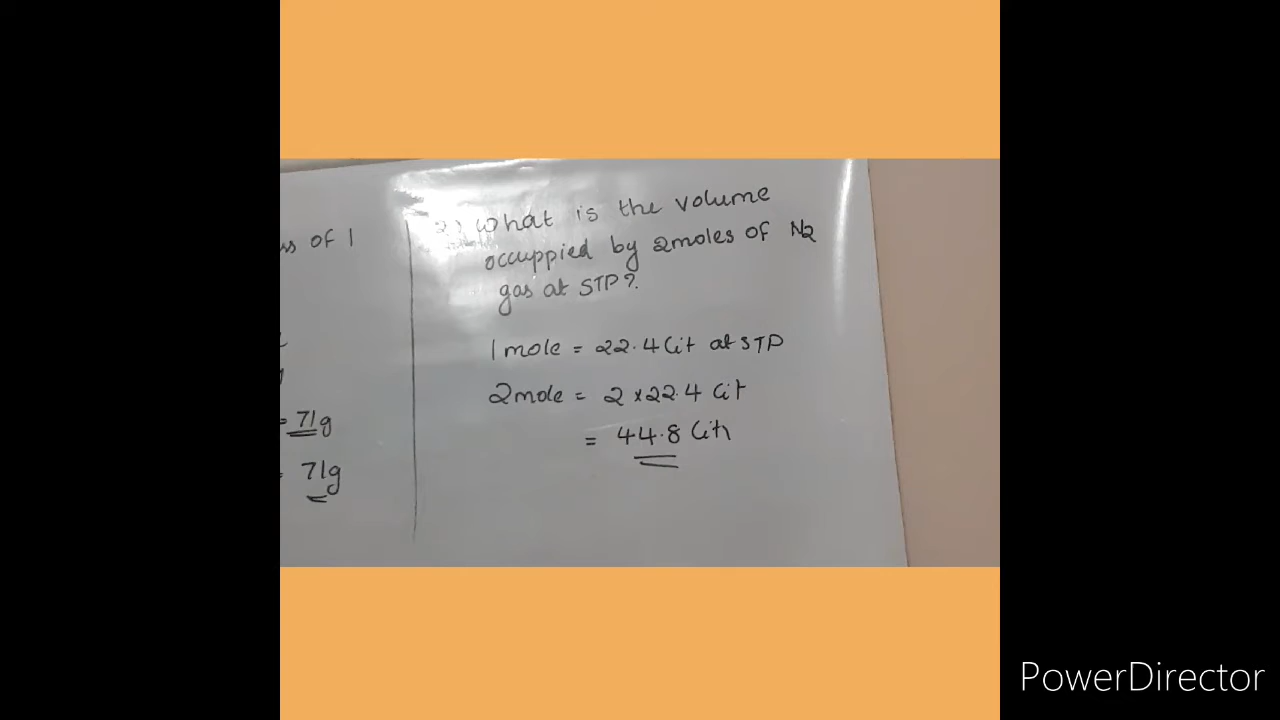 of 1
= 71g
= 71g
2) What is the volume
occuppied by 2moles of N2
gas at STP?
1 mole = 22.4 Lit at STP
2mole = 2 x 22.4 Lit
= 44.8 Lit
PowerDirector